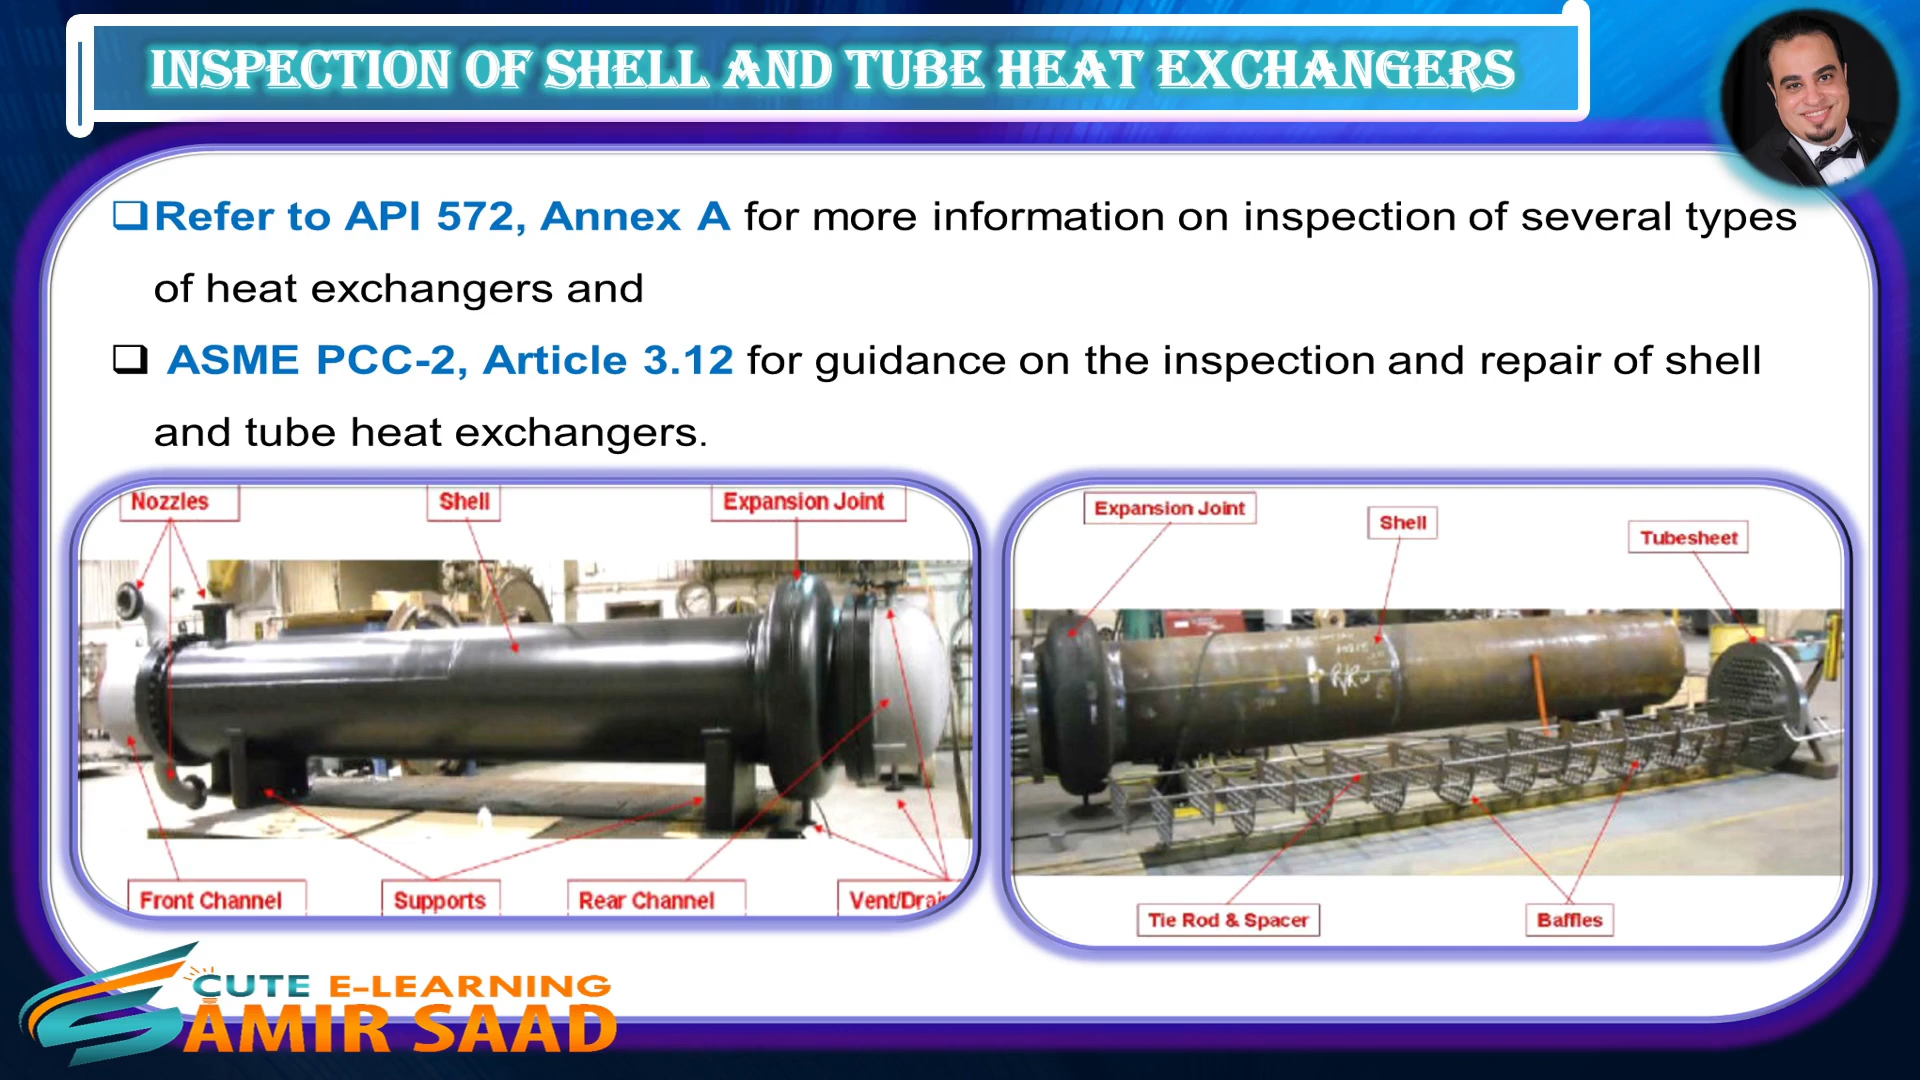 INSPECTION OF SHELL AND TUBE HEAT EXCHANGERS
Refer to API 572, Annex A for more information on inspection of several types
of heat exchangers and
ASME PCC-2, Article 3.12 for guidance on the inspection and repair of shell
and tube heat exchangers.
Nozzles
Shell
Expansion Joint
Front Channel
Supports
Rear Channel
Vent/Drain
Expansion Joint
Shell
Tubesheet
Tie Rod & Spacer
Baffles
CUTE E-LEARNING
AMIR SAAD